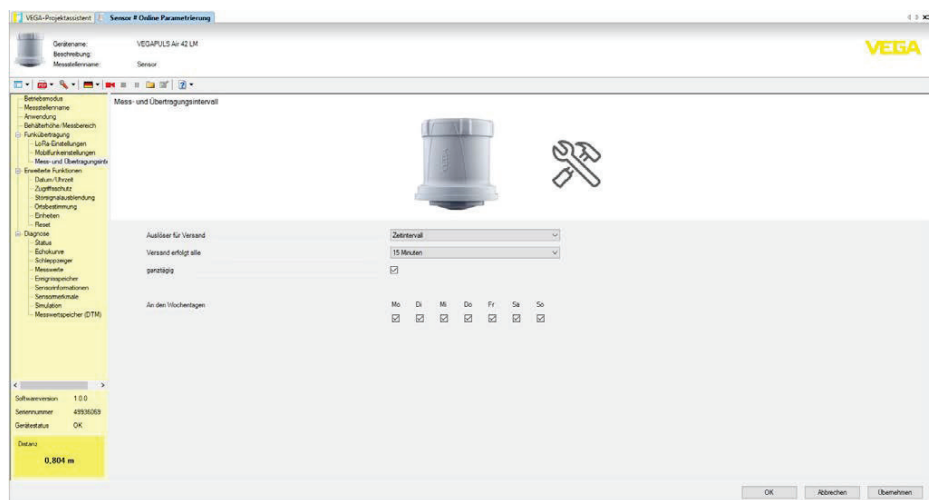 VEGA-Projektassistent
Sensor # Online Parametrierung
Gerätename: VEGAPULS Air 42 LM
Beschreibung:
Messstellenname: Sensor
VEGA
Betriebsmodus
Messstellenname
Anwendung
Behälterhöhe/Messbereich
Funkübertragung
LoRa-Einstellungen
Mobilfunkeinstellungen
Mess- und Übertragungsinte
Erweiterte Funktionen
Datum/Uhrzeit
Zugriffsschutz
Störsignalausblendung
Ortsbestimmung
Einheiten
Reset
Diagnose
Status
Echokurve
Schleppzeiger
Messwerte
Ereignisspeicher
Sensorinformationen
Sensormerkmale
Simulation
Messwertspeicher (DTM)
Softwareversion 1.0.0
Seriennummer 49936069
Gerätestatus OK
Distanz
0,804 m
Mess- und Übertragungsintervall
VEGA
Auslöser für Versand Zeitintervall
Versand erfolgt alle 15 Minuten
ganztägig
An den Wochentagen Mo Di Mi Do Fr Sa So
OK Abbrechen Übernehmen